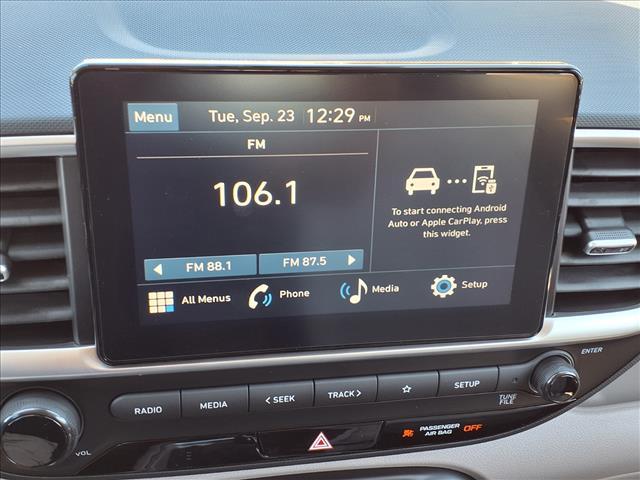 Menu
Tue, Sep. 23 12:29 PM
FM
106.1
FM 88.1
FM 87.5
To start connecting Android
Auto or Apple CarPlay, press
this widget.
All Menus
Phone
Media
Setup
ENTER
RADIO
MEDIA
< SEEK
TRACK >
SETUP
TUNE
FILE
VOL
PASSENGER
AIR BAG OFF